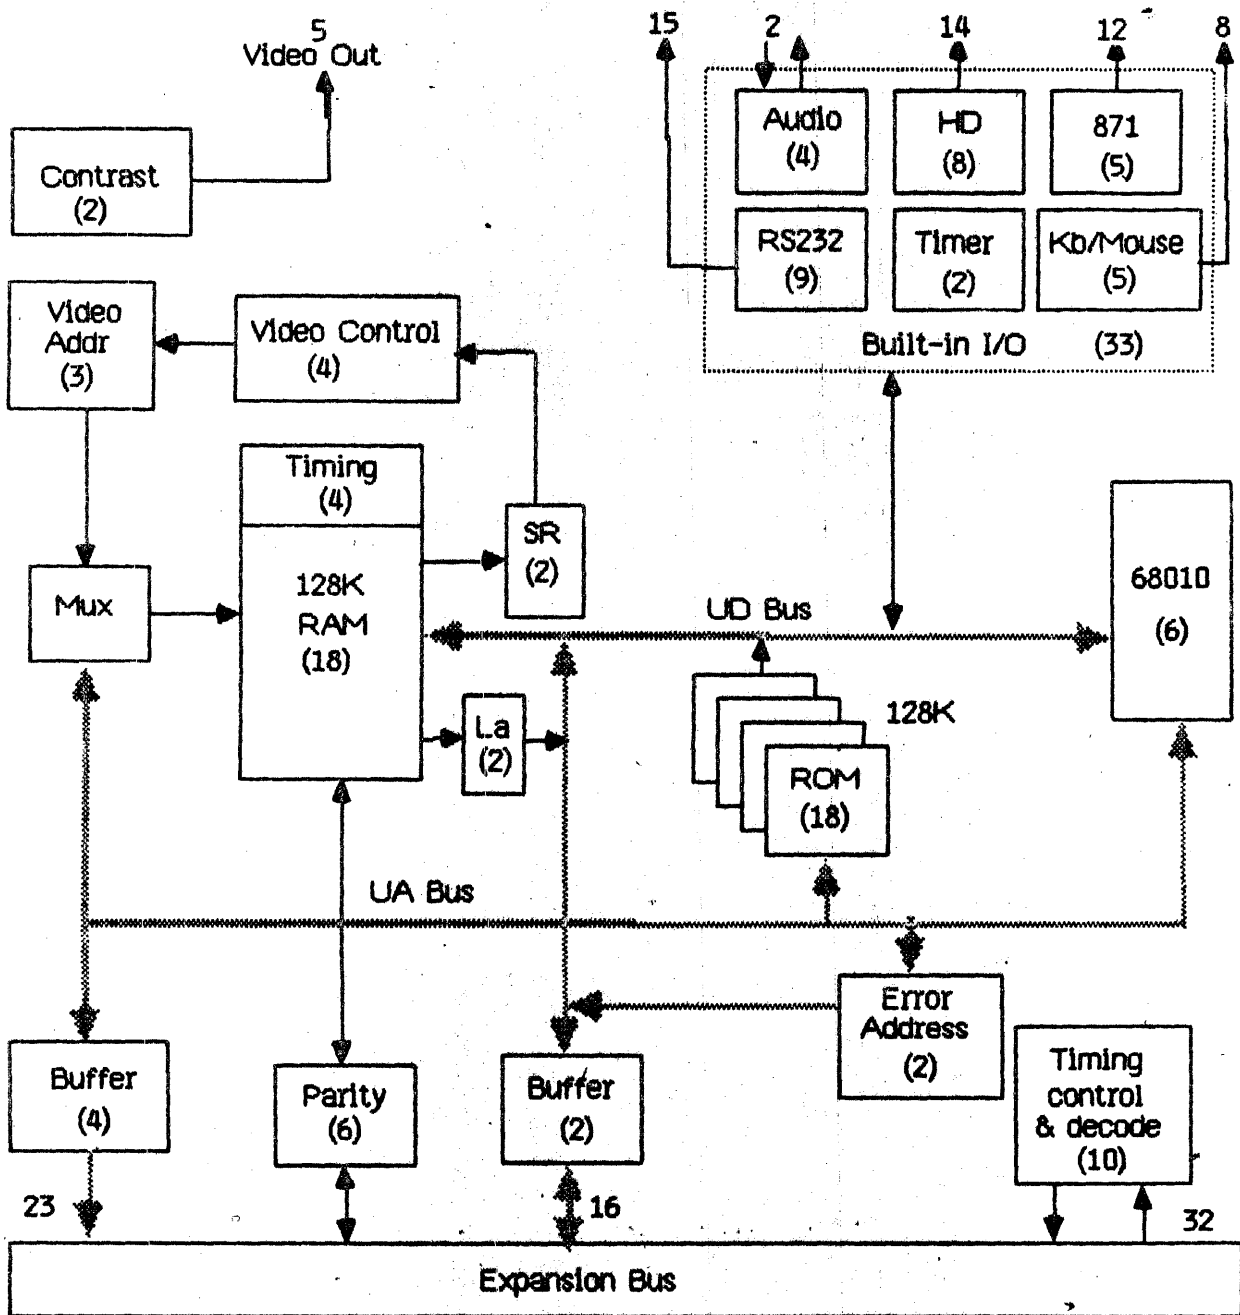 5
Video Out
15
2
14
12
8
Contrast
(2)
Audio
(4)
HD
(8)
871
(5)
RS232
(9)
Timer
(2)
Kb/Mouse
(5)
Built-in I/O (33)
Video
Addr
(3)
Video Control
(4)
Timing
(4)
128K
RAM
(18)
SR
(2)
Mux
68010
(6)
UD Bus
La
(2)
128K
ROM
(18)
UA Bus
Error
Address
(2)
Buffer
(4)
Parity
(6)
Buffer
(2)
Timing
control
& decode
(10)
23
16
32
Expansion Bus